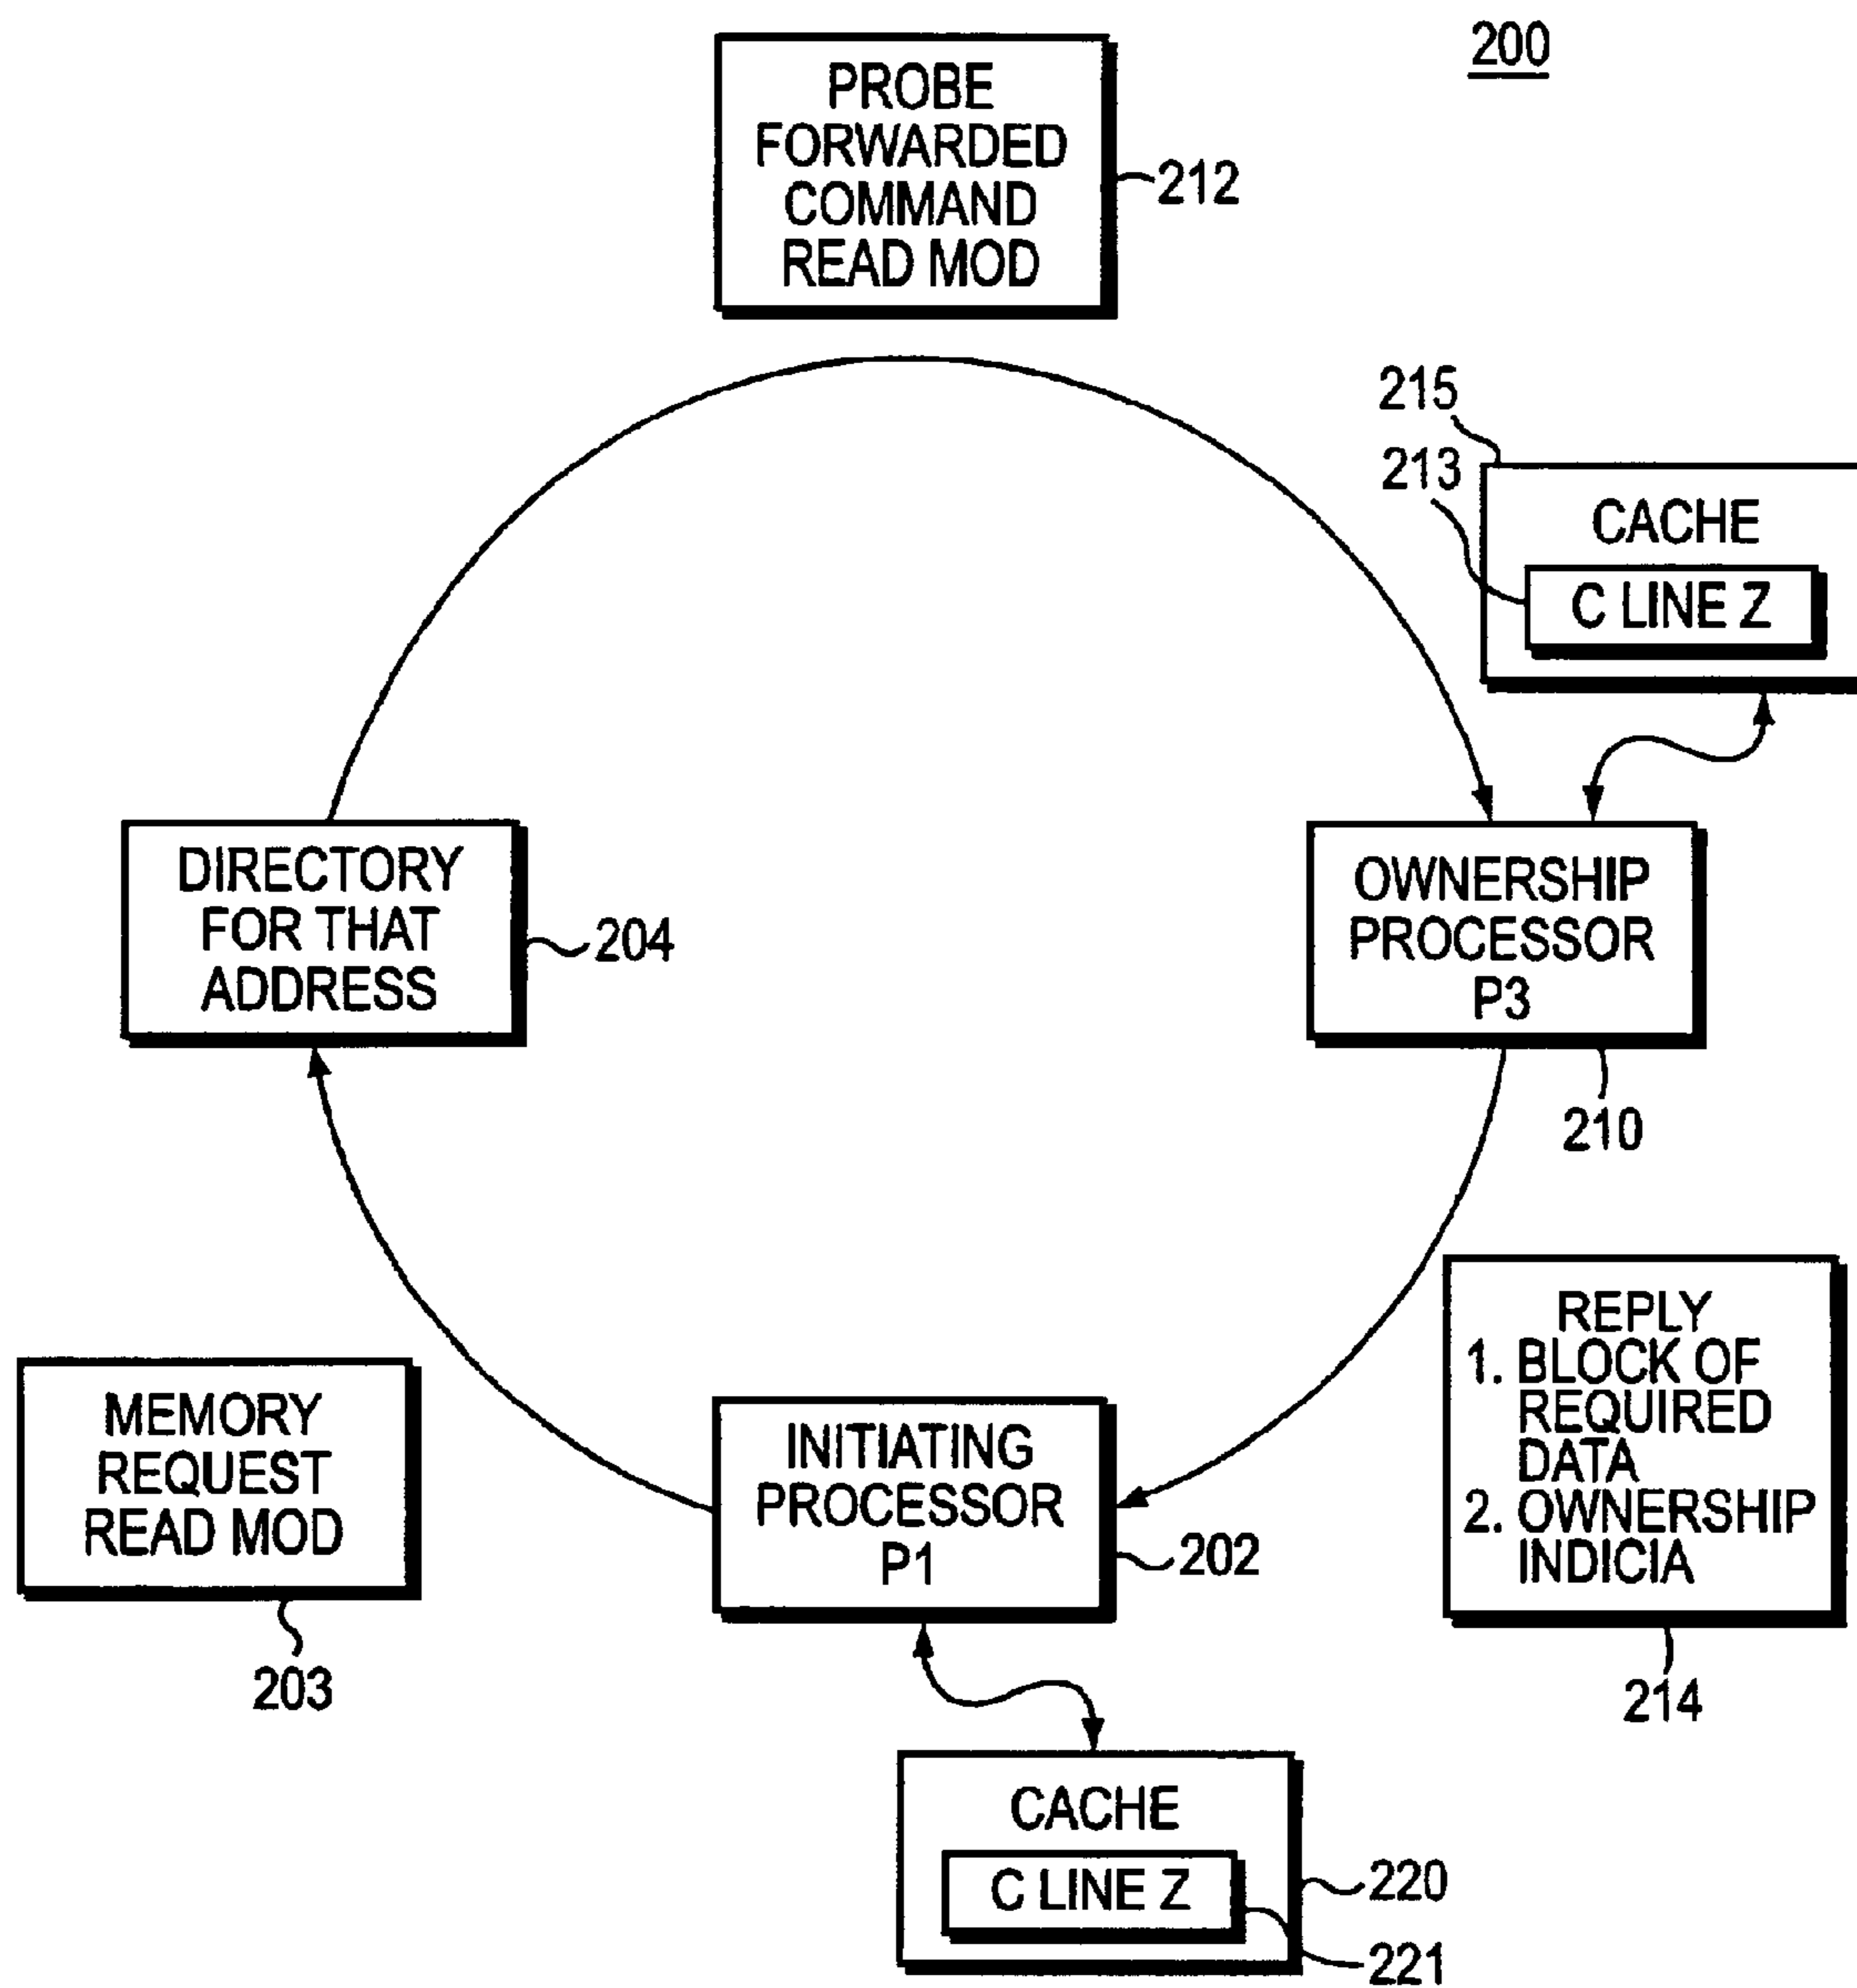 200
PROBE
FORWARDED
COMMAND
READ MOD
212
215
213
CACHE
C LINE Z
DIRECTORY
FOR THAT
ADDRESS
204
OWNERSHIP
PROCESSOR
P3
210
MEMORY
REQUEST
READ MOD
203
INITIATING
PROCESSOR
P1
202
REPLY
1. BLOCK OF
REQUIRED
DATA
2. OWNERSHIP
INDICIA
214
CACHE
C LINE Z
220
221